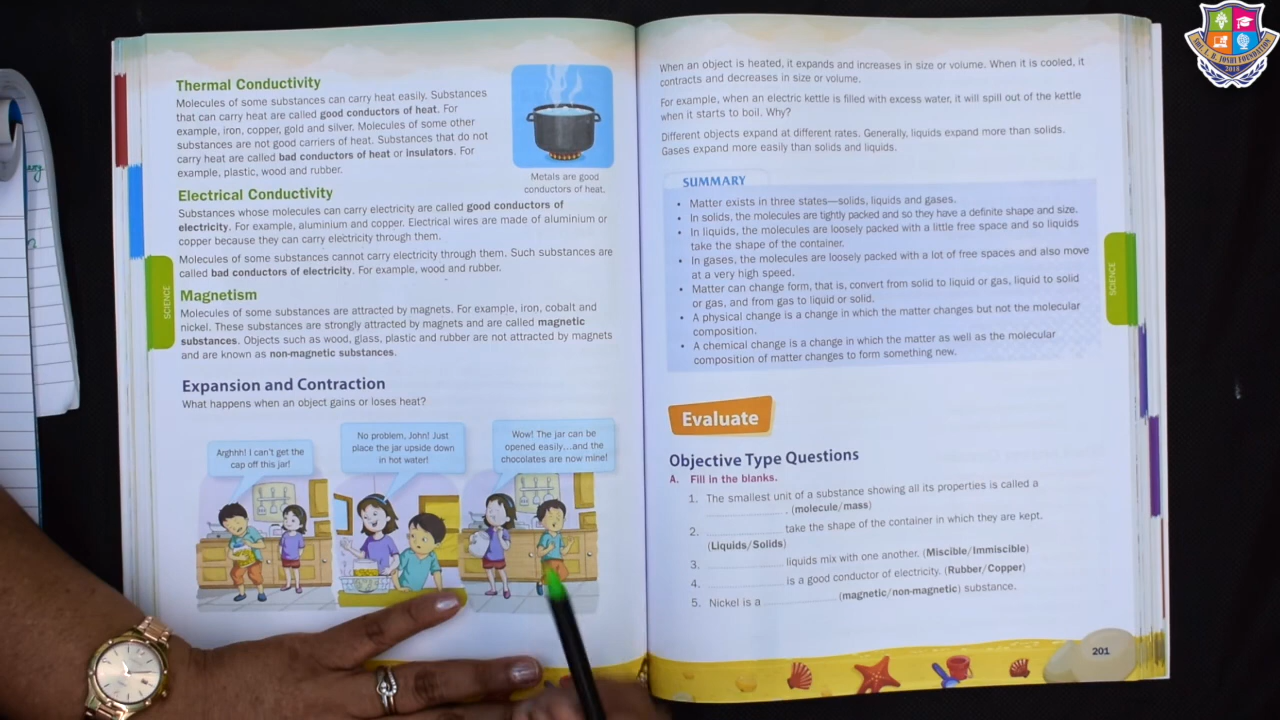 Thermal Conductivity
Molecules of some substances can carry heat easily. Substances
that can carry heat are called good conductors of heat. For
example, iron, copper, gold and silver. Molecules of some other
substances are not good carriers of heat. Substances that do not
carry heat are called bad conductors of heat or insulators. For
example, plastic, wood and rubber.
Metals are good
conductors of heat.
Electrical Conductivity
Substances whose molecules can carry electricity are called good conductors of
electricity. For example, aluminium and copper. Electrical wires are made of aluminium or
copper because they can carry electricity through them.
Molecules of some substances cannot carry electricity through them. Such substances are
called bad conductors of electricity. For example, wood and rubber.
Magnetism
Molecules of some substances are attracted by magnets. For example, iron, cobalt and
nickel. These substances are strongly attracted by magnets and are called magnetic
substances. Objects such as wood, glass, plastic and rubber are not attracted by magnets
and are known as non-magnetic substances.
SCIENCE
Expansion and Contraction
What happens when an object gains or loses heat?
Arghhh! I can't get the
cap off this jar!
No problem, John! Just
place the jar upside down
in hot water!
Wow! The jar can be
opened easily...and the
chocolates are now mine!
When an object is heated, it expands and increases in size or volume. When it is cooled, it
contracts and decreases in size or volume.
For example, when an electric kettle is filled with excess water, it will spill out of the kettle
when it starts to boil. Why?
Different objects expand at different rates. Generally, liquids expand more than solids.
Gases expand more easily than solids and liquids.
SUMMARY
• Matter exists in three states—solids, liquids and gases.
• In solids, the molecules are tightly packed and so they have a definite shape and size.
• In liquids, the molecules are loosely packed with a little free space and so liquids
take the shape of the container.
• In gases, the molecules are loosely packed with a lot of free spaces and also move
at a very high speed.
• Matter can change form, that is, convert from solid to liquid or gas, liquid to solid
or gas, and from gas to liquid or solid.
• A physical change is a change in which the matter changes but not the molecular
composition.
• A chemical change is a change in which the matter as well as the molecular
composition of matter changes to form something new.
SCIENCE
Evaluate
Objective Type Questions
A. Fill in the blanks.
1. The smallest unit of a substance showing all its properties is called a
____________. (molecule/mass)
2. ____________ take the shape of the container in which they are kept.
(Liquids/Solids)
3. ____________ liquids mix with one another. (Miscible/Immiscible)
4. ____________ is a good conductor of electricity. (Rubber/Copper)
5. Nickel is a ____________ (magnetic/non-magnetic) substance.
201
SHRI L. R. JOSHI FOUNDATION
2018